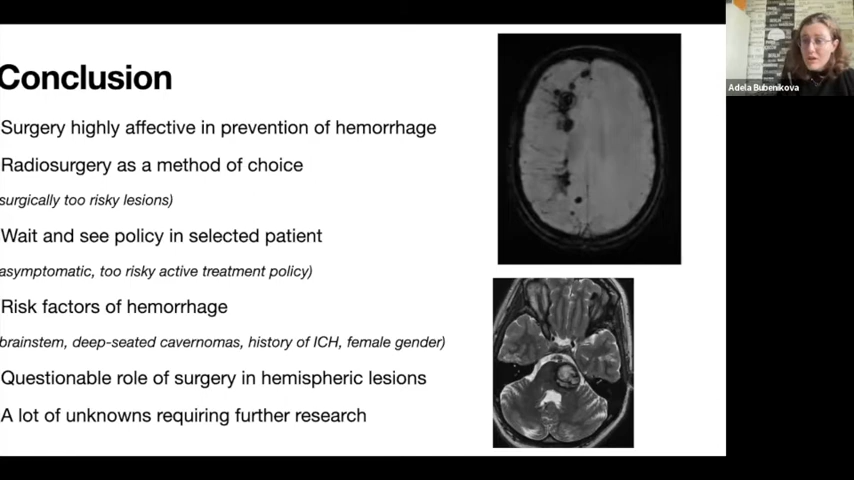 Conclusion
Surgery highly affective in prevention of hemorrhage
Radiosurgery as a method of choice
surgically too risky lesions)
Wait and see policy in selected patient
asymptomatic, too risky active treatment policy)
Risk factors of hemorrhage
brainstem, deep-seated cavernomas, history of ICH, female gender)
Questionable role of surgery in hemispheric lesions
A lot of unknowns requiring further research
Adela Bubenikova